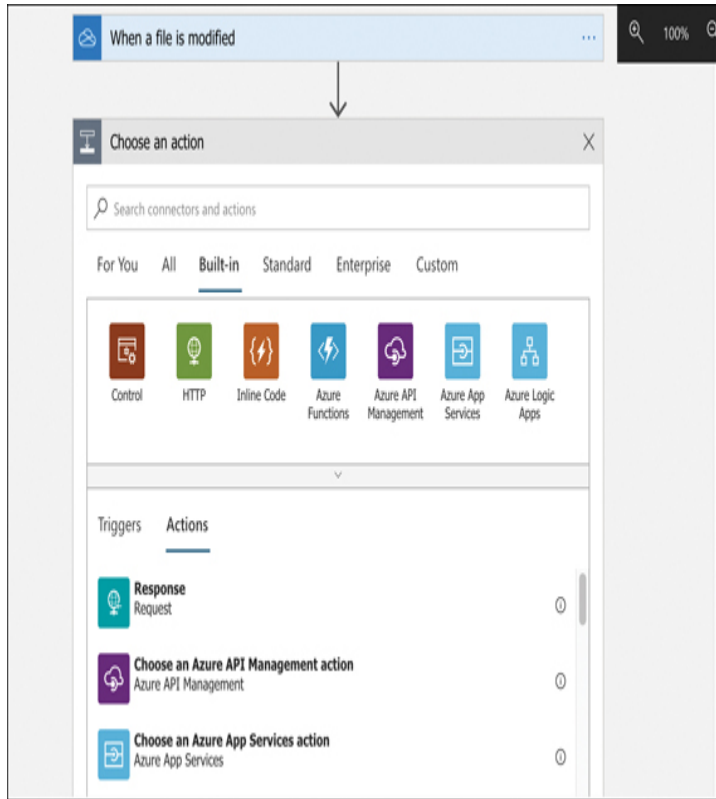 When a file is modified
100%
Choose an action
Search connectors and actions
For You All Built-in Standard Enterprise Custom
Control HTTP Inline Code Azure Functions Azure API Management Azure App Services Azure Logic Apps
Triggers Actions
Response
Request
Choose an Azure API Management action
Azure API Management
Choose an Azure App Services action
Azure App Services